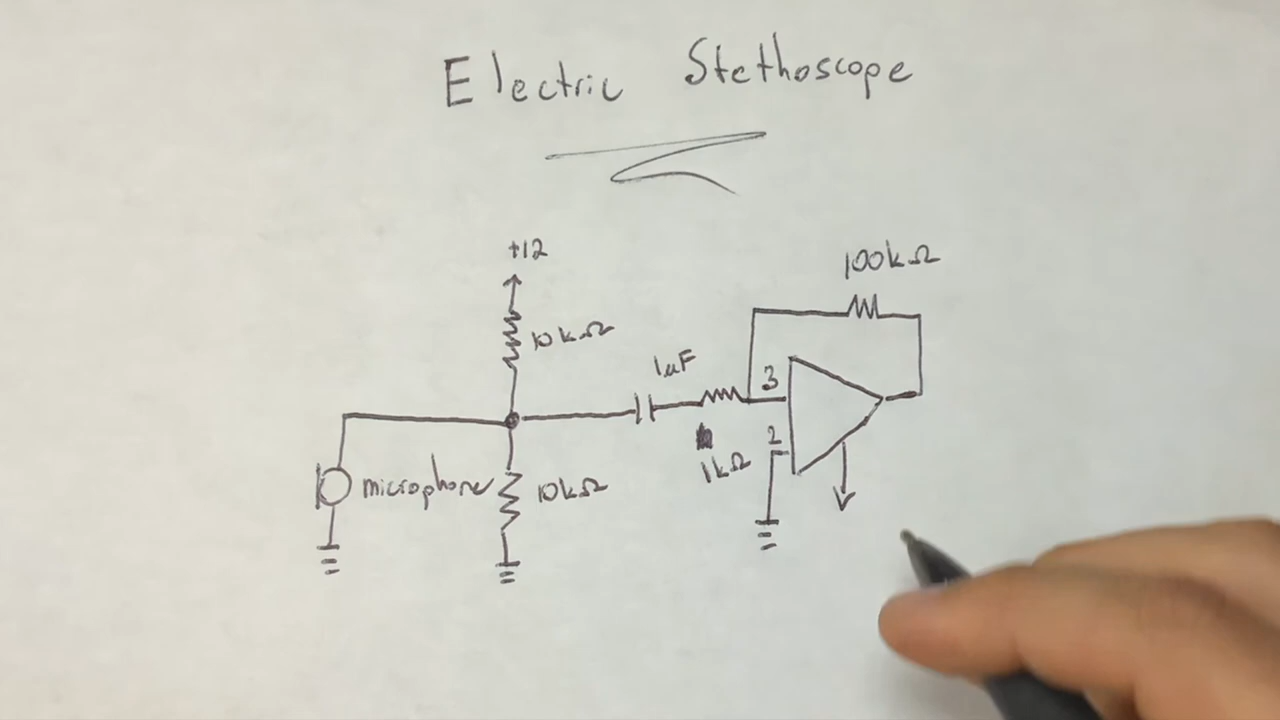 Electric Stethoscope
+12
100kΩ
10kΩ
1uF
3
2
1kΩ
microphone
10kΩ